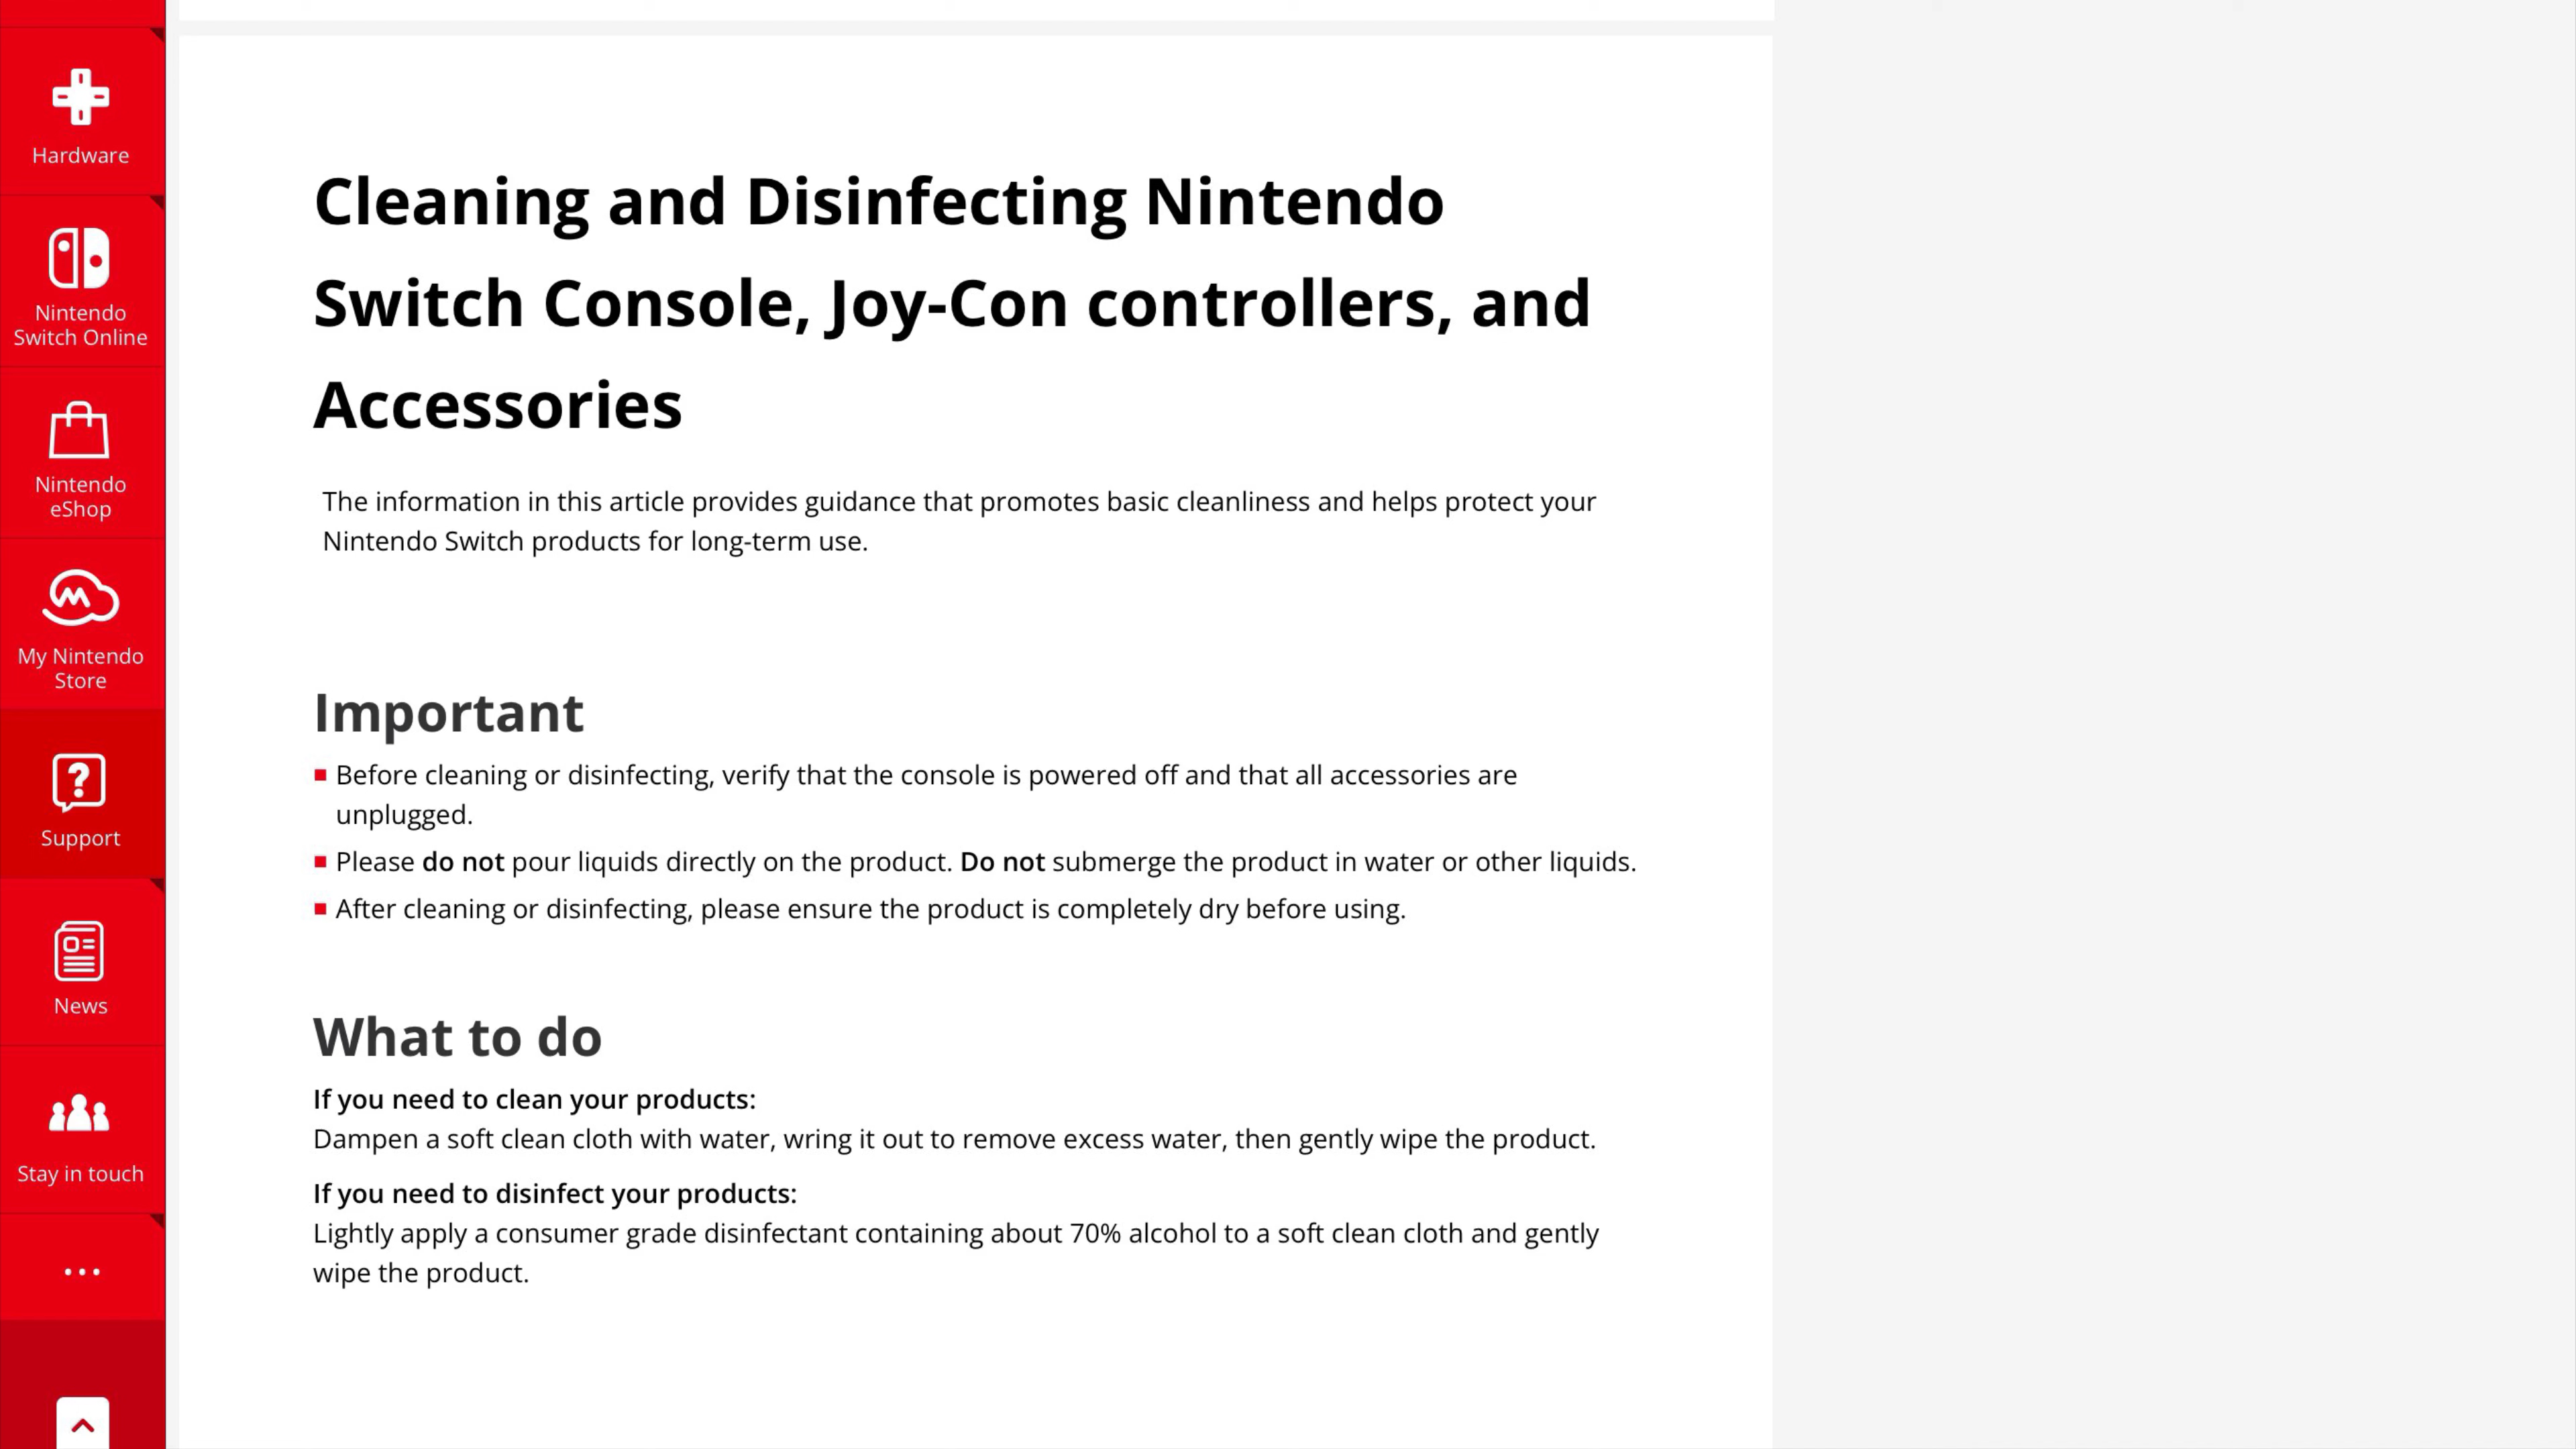 Hardware
Nintendo
Switch Online
Nintendo
eShop
My Nintendo
Store
Support
News
Stay in touch
Cleaning and Disinfecting Nintendo
Switch Console, Joy-Con controllers, and
Accessories
The information in this article provides guidance that promotes basic cleanliness and helps protect your
Nintendo Switch products for long-term use.
Important
Before cleaning or disinfecting, verify that the console is powered off and that all accessories are
unplugged.
Please do not pour liquids directly on the product. Do not submerge the product in water or other liquids.
After cleaning or disinfecting, please ensure the product is completely dry before using.
What to do
If you need to clean your products:
Dampen a soft clean cloth with water, wring it out to remove excess water, then gently wipe the product.
If you need to disinfect your products:
Lightly apply a consumer grade disinfectant containing about 70% alcohol to a soft clean cloth and gently
wipe the product.